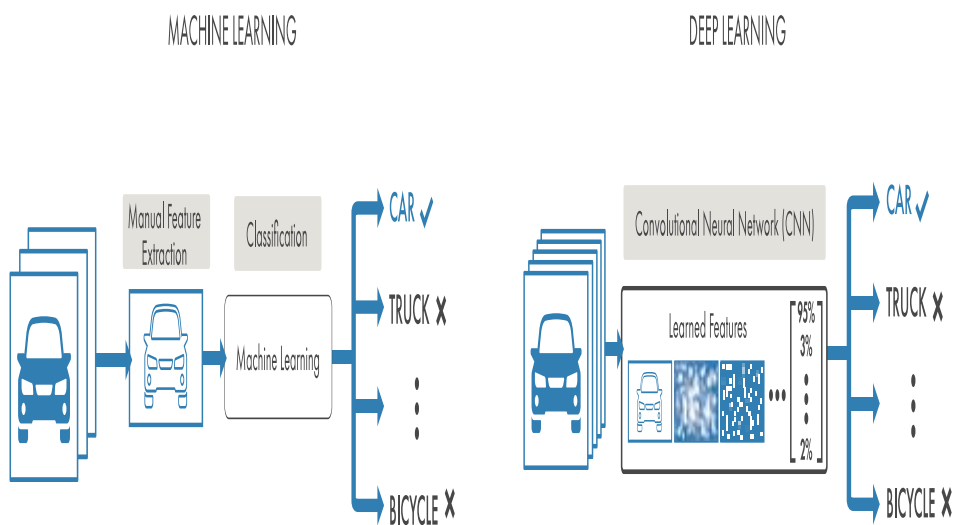 MACHINE LEARNING
Manual Feature
Extraction
Classification
Machine Learning
CAR ✓
TRUCK ✗
⋮
BICYCLE ✗
DEEP LEARNING
Convolutional Neural Network (CNN)
Learned Features
...
95%
3%
⋮
2%
CAR ✓
TRUCK ✗
⋮
BICYCLE ✗